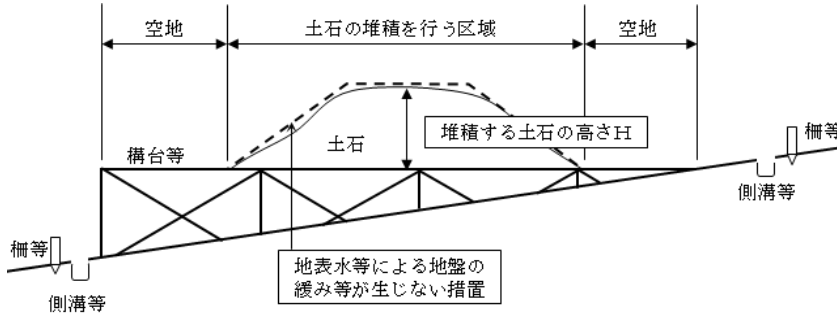 空地
土石の堆積を行う区域
空地
堆積する土石の高さH
柵等
構台等
土石
側溝等
柵等
地表水等による地盤の
緩み等が生じない措置
側溝等